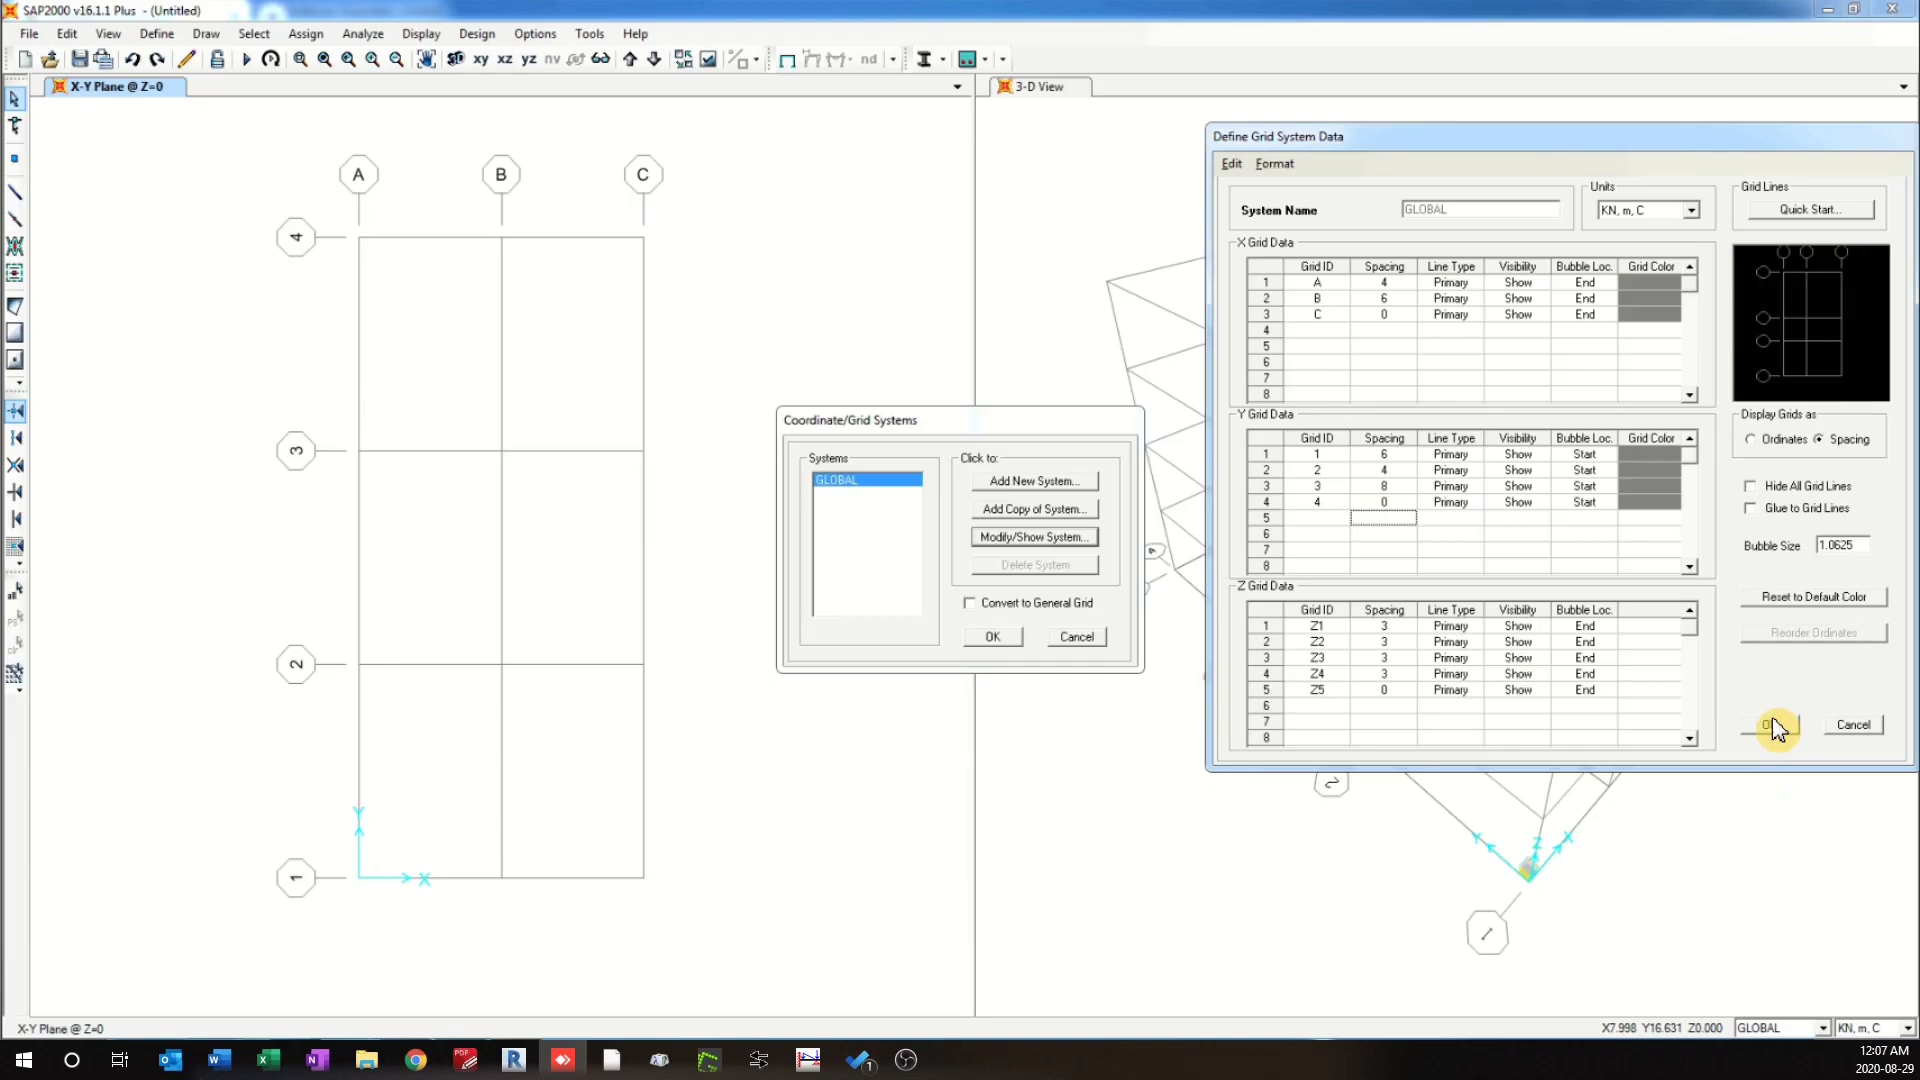 SAP2000 v16.1.1 Plus - (Untitled)
File Edit View Define Draw Select Assign Analyze Display Design Options Tools Help
xy xz yz nv nd
X-Y Plane @ Z=0
3-D View
A B C
4
3
2
1
Y
X
Coordinate/Grid Systems
Systems
GLOBAL
Click to:
Add New System...
Add Copy of System...
Modify/Show System...
Delete System
Convert to General Grid
OK Cancel
Define Grid System Data
Edit Format
System Name GLOBAL
Units
KN, m, C
Grid Lines
Quick Start...
X Grid Data
Grid ID Spacing Line Type Visibility Bubble Loc. Grid Color
1 A 4 Primary Show End
2 B 6 Primary Show End
3 C 0 Primary Show End
4
5
6
7
8
Y Grid Data
Grid ID Spacing Line Type Visibility Bubble Loc. Grid Color
1 1 6 Primary Show Start
2 2 4 Primary Show Start
3 3 8 Primary Show Start
4 4 0 Primary Show Start
5
6
7
8
Z Grid Data
Grid ID Spacing Line Type Visibility Bubble Loc.
1 Z1 3 Primary Show End
2 Z2 3 Primary Show End
3 Z3 3 Primary Show End
4 Z4 3 Primary Show End
5 Z5 0 Primary Show End
6
7
8
Display Grids as
Ordinates Spacing
Hide All Grid Lines
Glue to Grid Lines
Bubble Size 1.0625
Reset to Default Color
Reorder Ordinates
Cancel
2
Y Z X
1
X-Y Plane @ Z=0
X7.998 Y16.631 Z0.000 GLOBAL KN, m, C
12:07 AM
2020-08-29